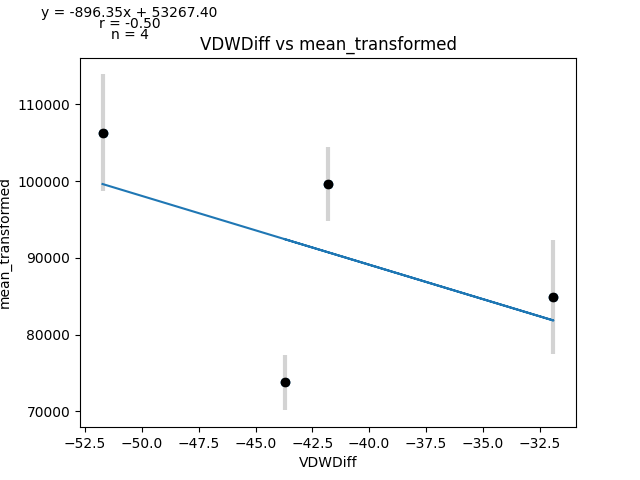 y = -896.35x + 53267.40
r = -0.50
n = 4
VDWDiff vs mean_transformed
mean_transformed
110000
100000
90000
80000
70000
−52.5 −50.0 −47.5 −45.0 −42.5 −40.0 −37.5 −35.0 −32.5
VDWDiff